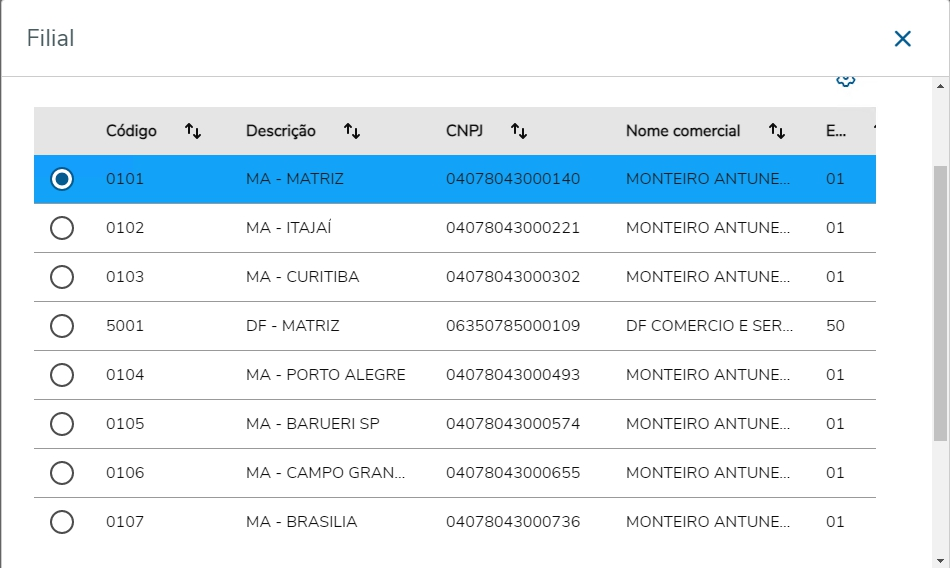 Filial
Código Descrição CNPJ Nome comercial E...
0101 MA - MATRIZ 04078043000140 MONTEIRO ANTUNE... 01
0102 MA - ITAJAÍ 04078043000221 MONTEIRO ANTUNE... 01
0103 MA - CURITIBA 04078043000302 MONTEIRO ANTUNE... 01
5001 DF - MATRIZ 06350785000109 DF COMERCIO E SER... 50
0104 MA - PORTO ALEGRE 04078043000493 MONTEIRO ANTUNE... 01
0105 MA - BARUERI SP 04078043000574 MONTEIRO ANTUNE... 01
0106 MA - CAMPO GRAN... 04078043000655 MONTEIRO ANTUNE... 01
0107 MA - BRASILIA 04078043000736 MONTEIRO ANTUNE... 01